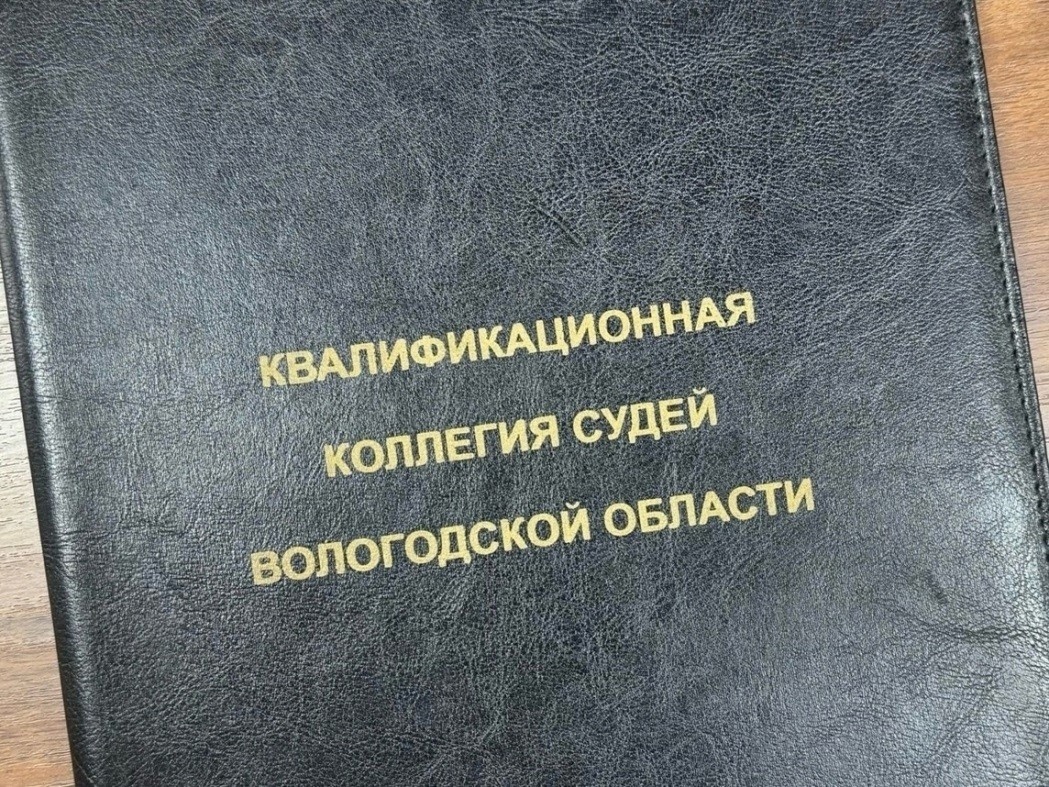 КВАЛИФИКАЦИОННАЯ
КОЛЛЕГИЯ СУДЕЙ
ВОЛОГОДСКОЙ ОБЛАСТИ